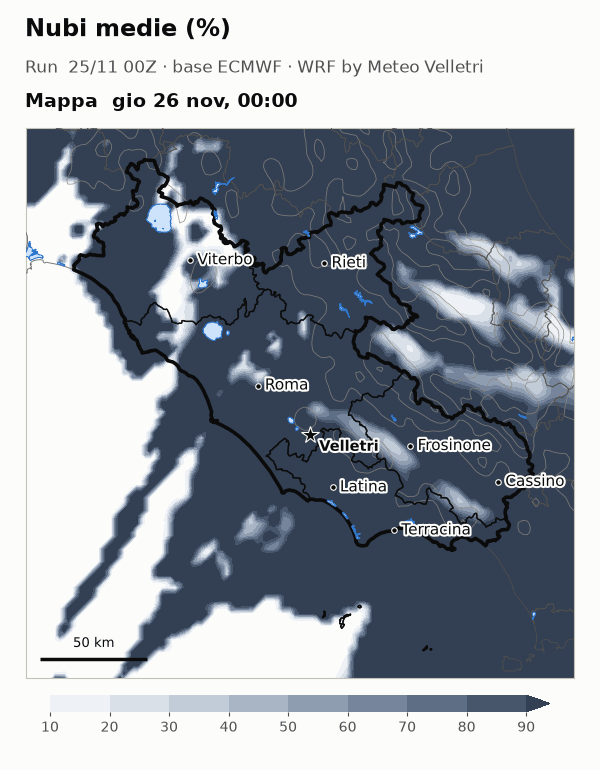 Nubi medie (%)
Run  25/11 00Z · base ECMWF · WRF by Meteo Velletri
Mappa  gio 26 nov, 00:00
Viterbo
Rieti
Roma
Velletri
Frosinone
Cassino
Latina
Terracina
50 km
10 20 30 40 50 60 70 80 90